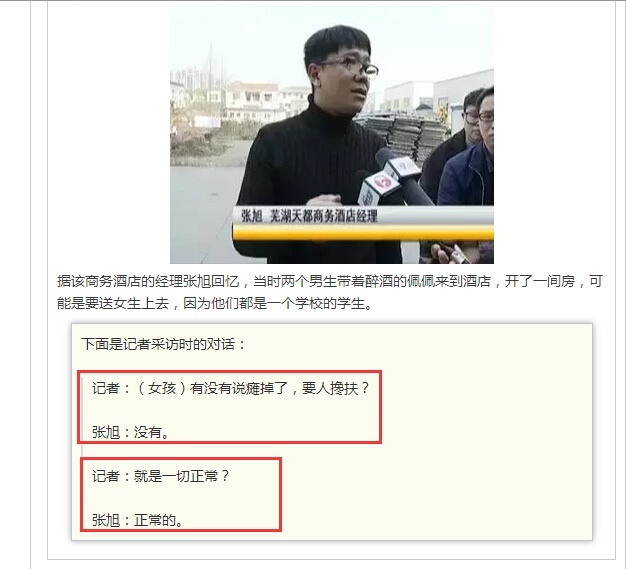 张旭 芜湖天都商务酒店经理
据该商务酒店的经理张旭回忆，当时两个男生带着醉酒的佩佩来到酒店，开了一间房，可
能是要送女生上去，因为他们都是一个学校的学生。
下面是记者采访时的对话：
记者：（女孩）有没有说瘫掉了，要人搀扶？
张旭：没有。
记者：就是一切正常？
张旭：正常的。